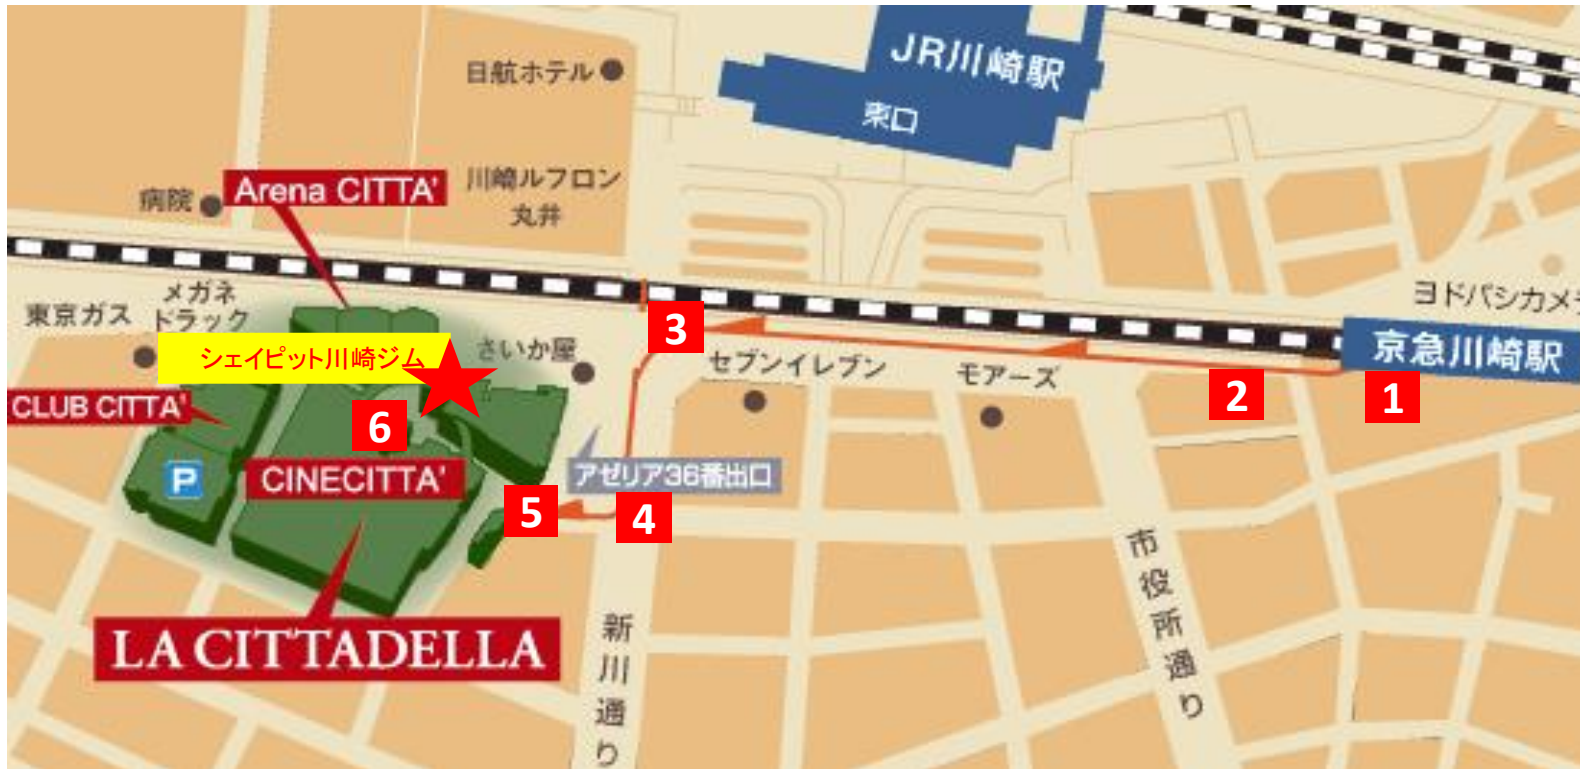 JR川崎駅
東口
日航ホテル
川崎ルフロン
丸井
病院
Arena CITTA'
ヨドバシカメラ
京急川崎駅
1
2
3
メガネ
ドラック
東京ガス
シェイピット川崎ジム
さいか屋
セブンイレブン
モアーズ
CLUB CITTA'
6
P
CINECITTA'
アゼリア36番出口
5
4
LA CITTADELLA
新川通り
市役所通り